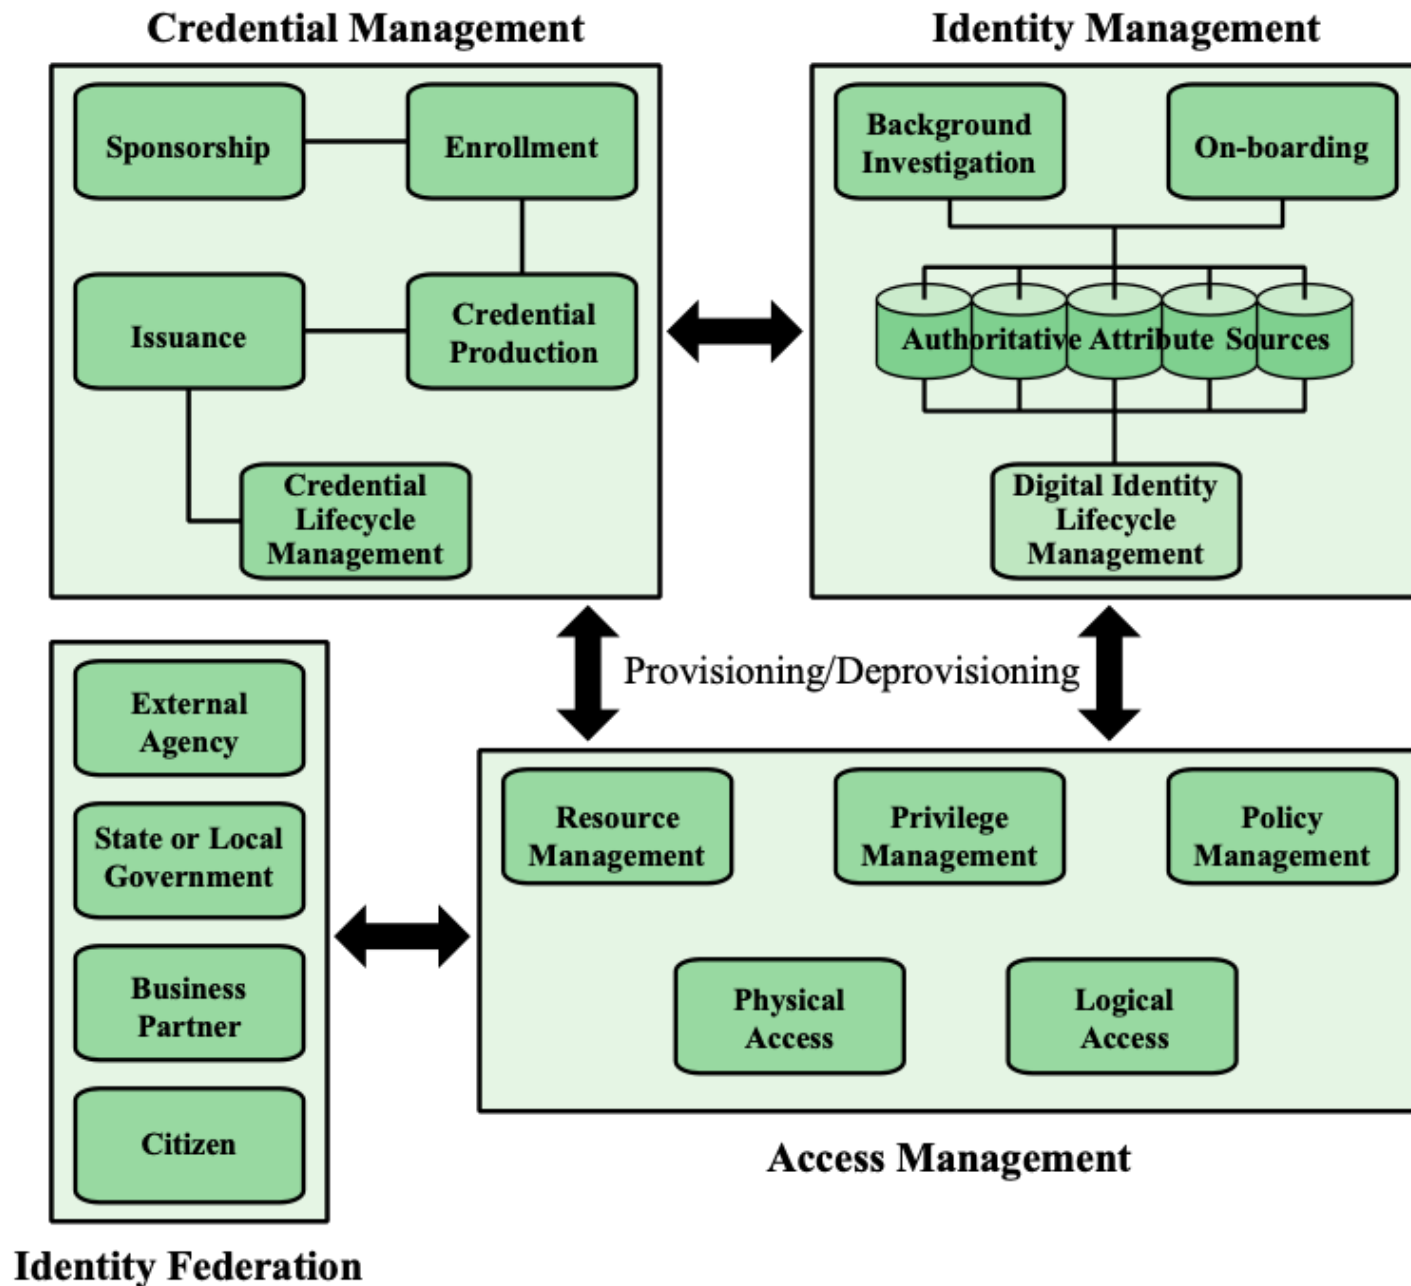 Credential Management
Identity Management
Sponsorship
Enrollment
Issuance
Credential
Production
Credential
Lifecycle
Management
Background
Investigation
On-boarding
Authoritative Attribute Sources
Digital Identity
Lifecycle
Management
Provisioning/Deprovisioning
External
Agency
State or Local
Government
Business
Partner
Citizen
Identity Federation
Resource
Management
Privilege
Management
Policy
Management
Physical
Access
Logical
Access
Access Management